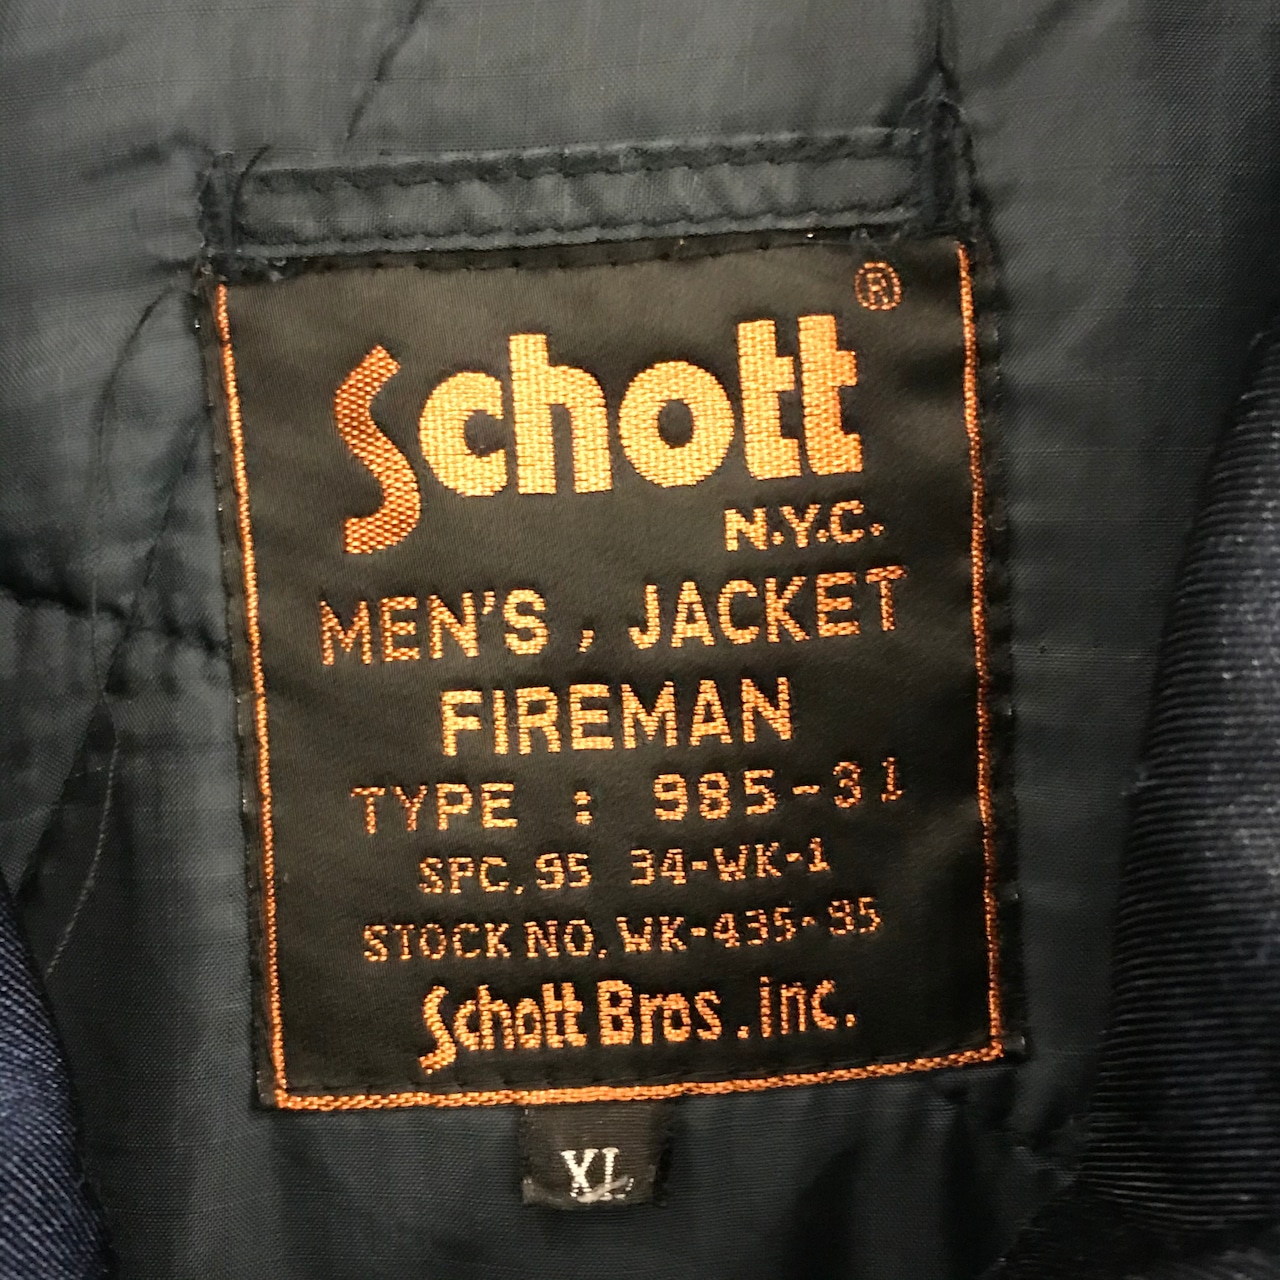 Schott®
N.Y.C.
MEN'S, JACKET
FIREMAN
TYPE : 985-31
SPC. 95 34-WK-1
STOCK NO. WK-435-95
Schott Bros. inc.
XL